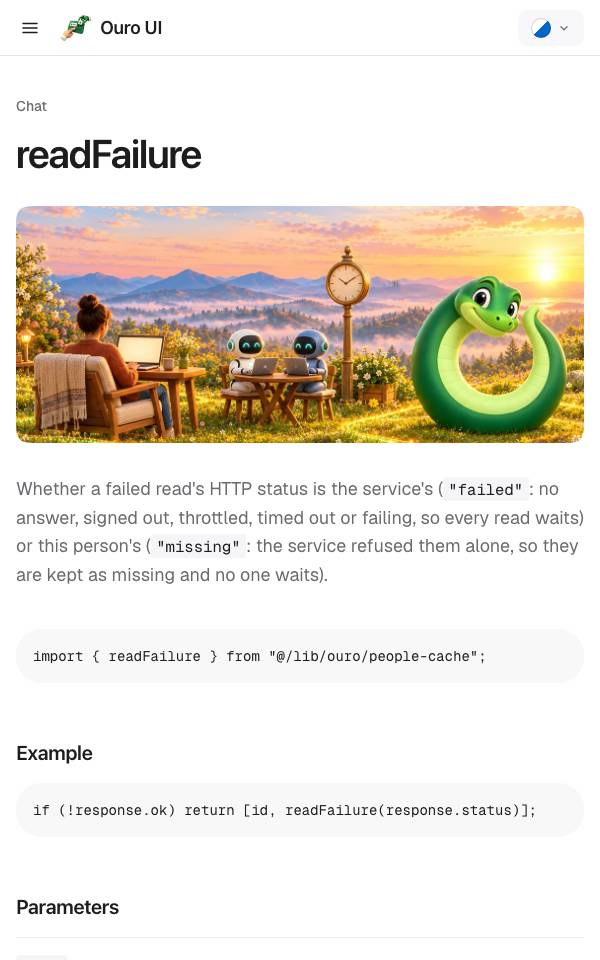 Ouro UI
Chat
readFailure
Whether a failed read's HTTP status is the service's ( "failed" : no
answer, signed out, throttled, timed out or failing, so every read waits)
or this person's ( "missing" : the service refused them alone, so they
are kept as missing and no one waits).
import { readFailure } from "@/lib/ouro/people-cache";
Example
if (!response.ok) return [id, readFailure(response.status)];
Parameters